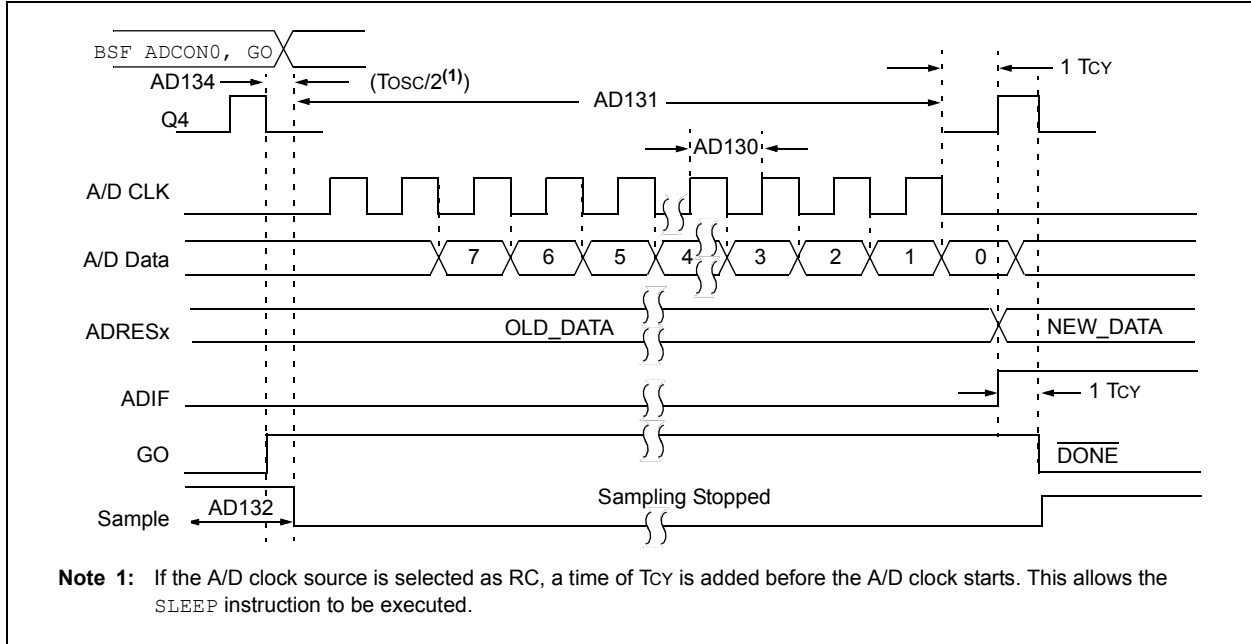 BSF ADCON0, GO
AD134
(TOSC/2(1))
1 TCY
AD131
Q4
AD130
A/D CLK
A/D Data
7
6
5
4
3
2
1
0
OLD_DATA
NEW_DATA
ADRESx
ADIF
1 TCY
GO
DONE
Sampling Stopped
AD132
Sample
Note 1: If the A/D clock source is selected as RC, a time of TCY is added before the A/D clock starts. This allows the
SLEEP instruction to be executed.